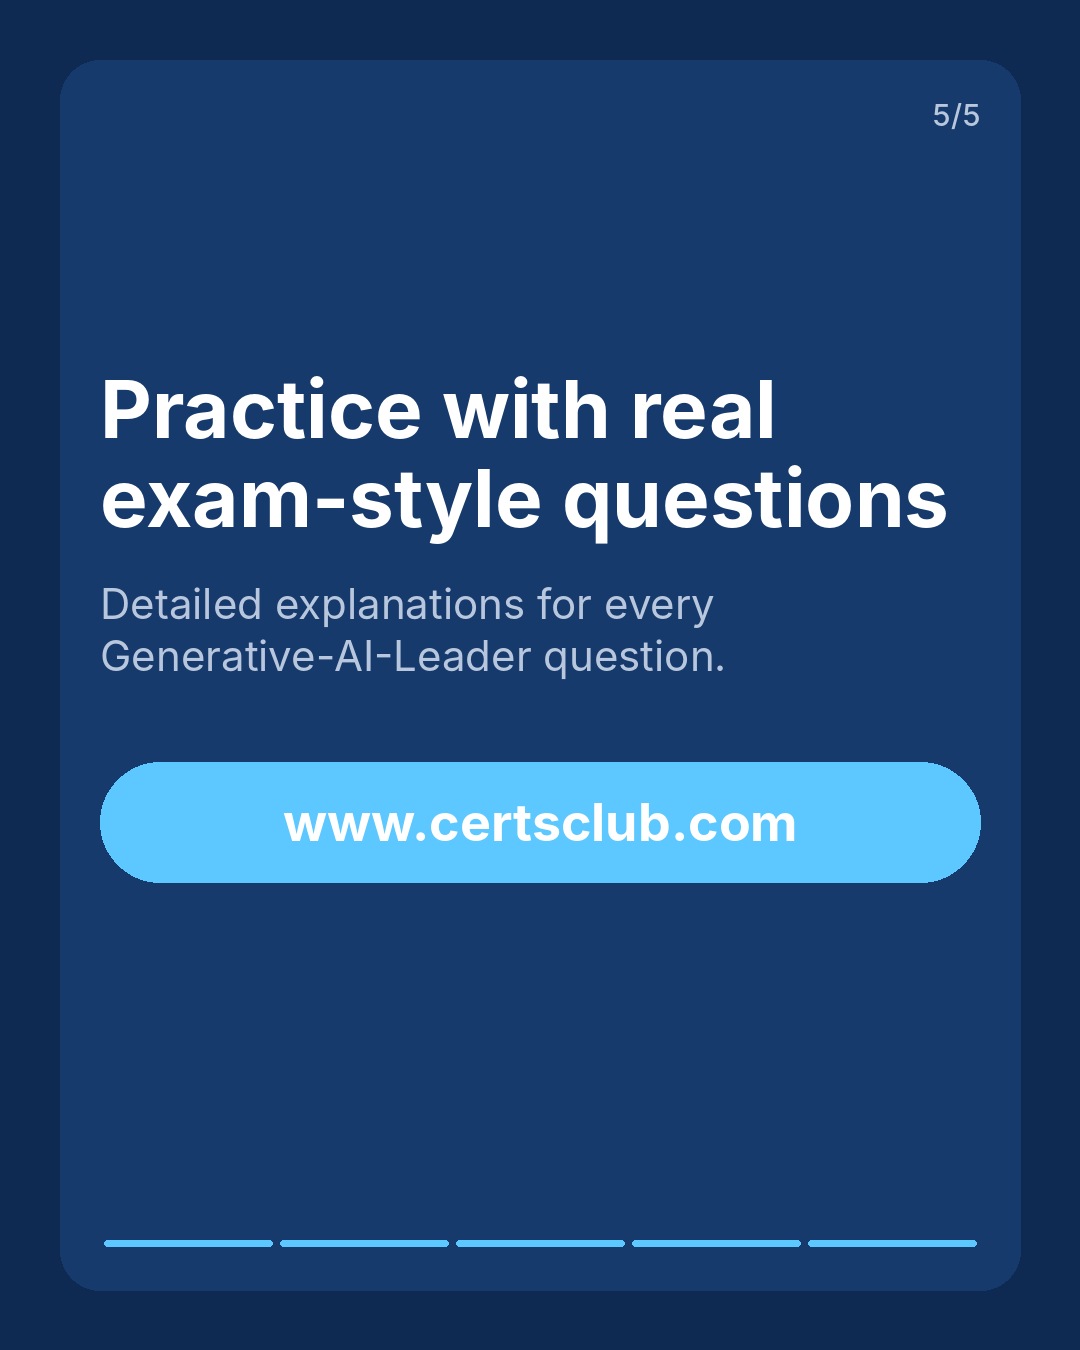 5/5
Practice with real
exam-style questions
Detailed explanations for every
Generative-AI-Leader question.
www.certsclub.com